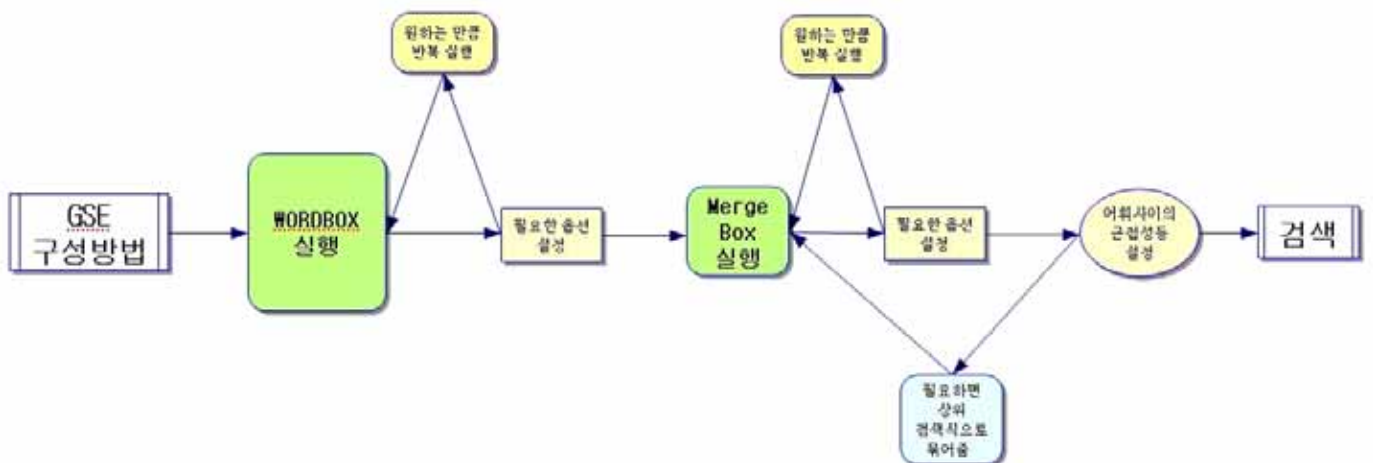 원하는 만큼
반복 실행
원하는 만큼
반복 실행
GSE
구성방법
WORDBOX
실행
필요한 옵션
설정
Merge
Box
실행
필요한 옵션
설정
어휘사이의
근접성등
설정
검색
필요하면
상위
검색식으로
묶어줌